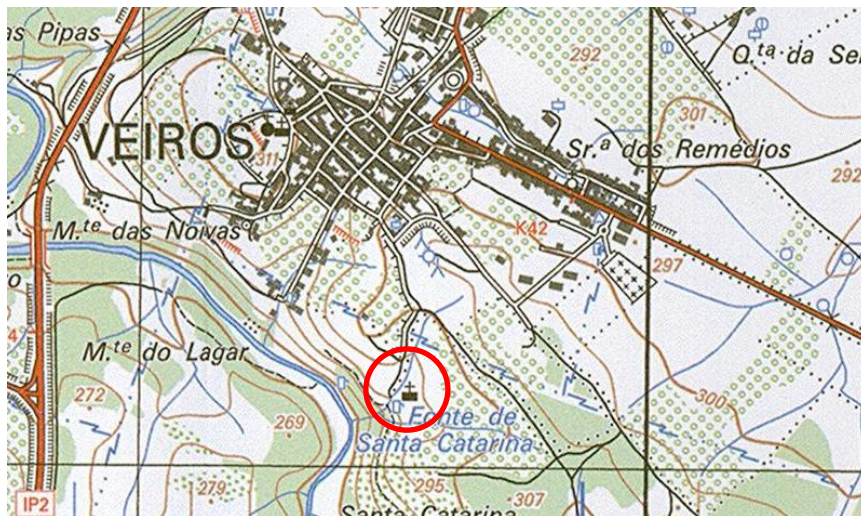 as Pipas
292
Q.ta da Se
301
VEIROS
311
Sr.a dos Remédios
292
M.te das Noivas
K42
297
M.te do Lagar
4
272
300
269
Fonte de
Santa Catarina
279
295
307
IP2
Santa Catarina